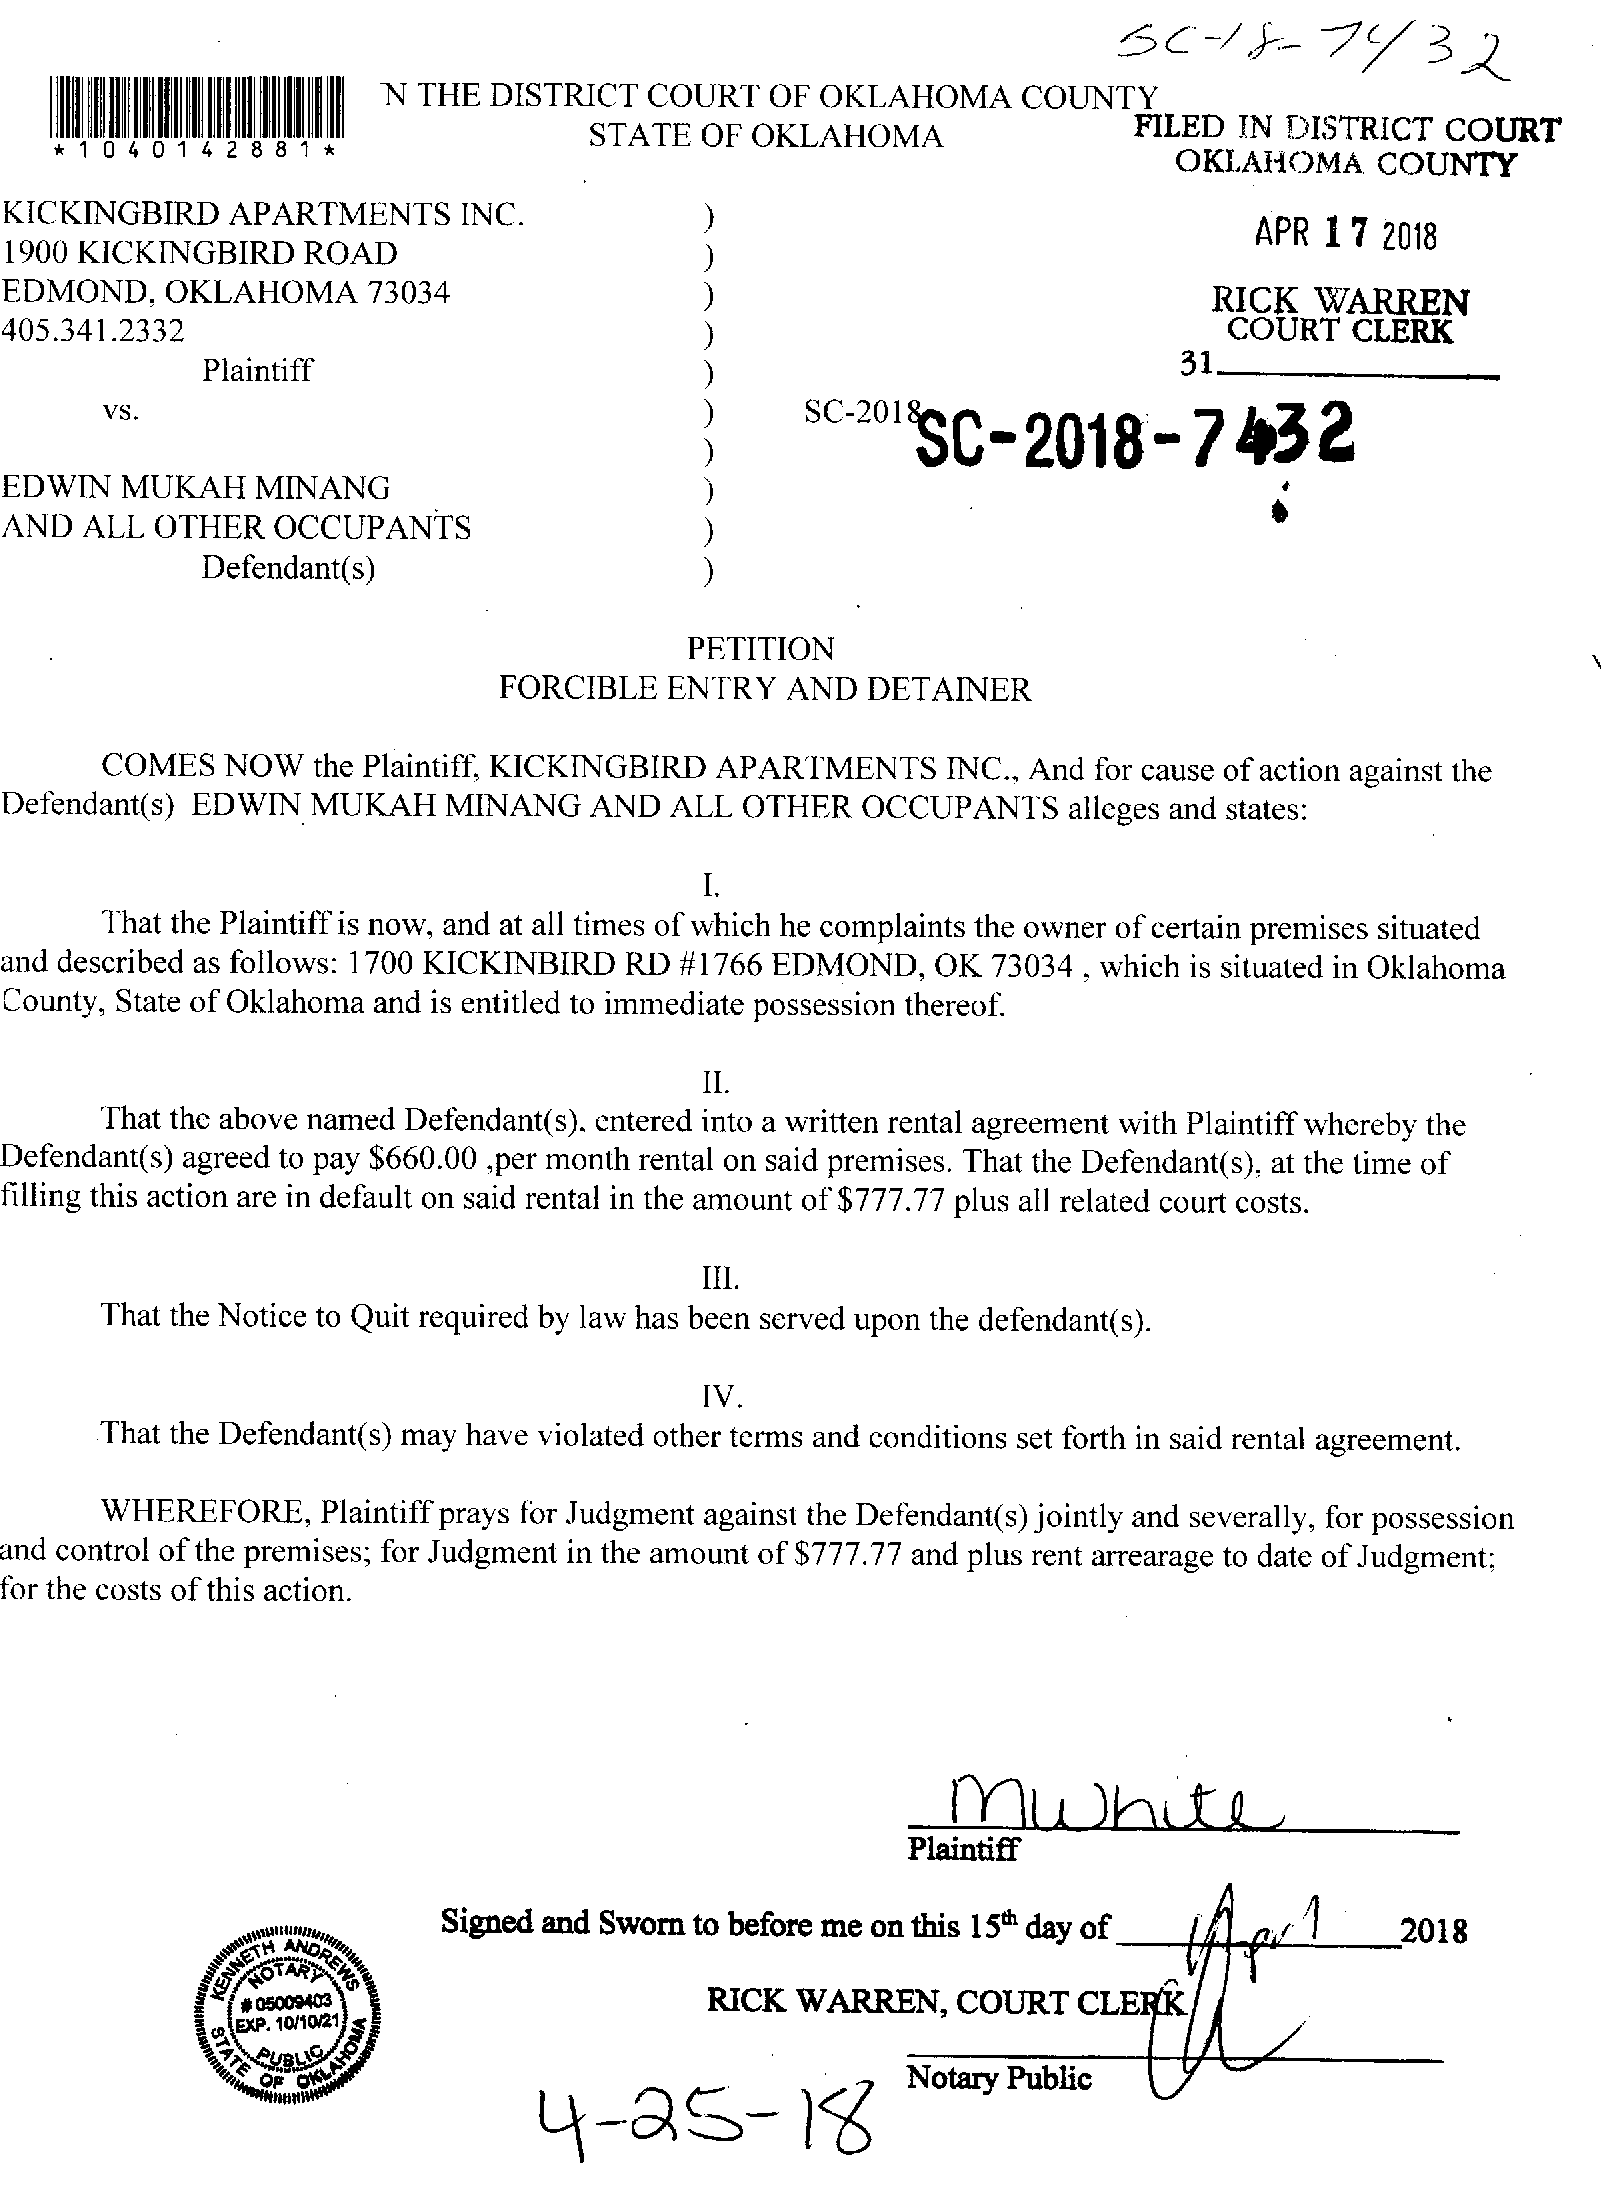 SC-18-7432
'N THE DISTRICT COURT OF OKLAHOMA COUNTY
STATE OF OKLAHOMA
*1040142881*
FILED IN DISTRICT COURT
OKLAHOMA COUNTY
APR 17 2018
RICK WARREN
COURT CLERK
31
KICKINGBIRD APARTMENTS INC. )
1900 KICKINGBIRD ROAD )
EDMOND, OKLAHOMA 73034 )
405.341.2332 )
Plaintiff )
vs. ) SC-2018 SC-2018-7432
)
EDWIN MUKAH MINANG )
AND ALL OTHER OCCUPANTS )
Defendant(s) )
PETITION
FORCIBLE ENTRY AND DETAINER
COMES NOW the Plaintiff, KICKINGBIRD APARTMENTS INC., And for cause of action against the
Defendant(s) EDWIN MUKAH MINANG AND ALL OTHER OCCUPANTS alleges and states:
I.
That the Plaintiff is now, and at all times of which he complaints the owner of certain premises situated
and described as follows: 1700 KICKINBIRD RD #1766 EDMOND, OK 73034 , which is situated in Oklahoma
County, State of Oklahoma and is entitled to immediate possession thereof.
II.
That the above named Defendant(s), entered into a written rental agreement with Plaintiff whereby the
Defendant(s) agreed to pay $660.00 ,per month rental on said premises. That the Defendant(s), at the time of
filling this action are in default on said rental in the amount of $777.77 plus all related court costs.
III.
That the Notice to Quit required by law has been served upon the defendant(s).
IV.
That the Defendant(s) may have violated other terms and conditions set forth in said rental agreement.
WHEREFORE, Plaintiff prays for Judgment against the Defendant(s) jointly and severally, for possession
and control of the premises; for Judgment in the amount of $777.77 and plus rent arrearage to date of Judgment;
for the costs of this action.
MWhite
Plaintiff
Signed and Sworn to before me on this 15th day of April 2018
RICK WARREN, COURT CLERK
Notary Public
KENNETH ANDREWS
NOTARY
# 05009403
EXP. 10/10/21
PUBLIC
STATE OF OKLAHOMA
4-25-18